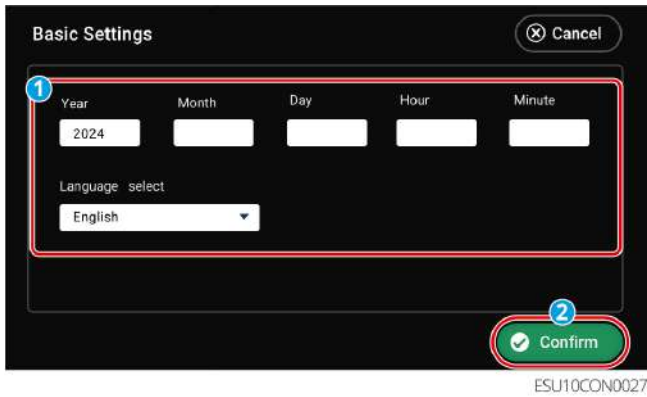 Basic Settings
Cancel
1
Year Month Day Hour Minute
2024
Language select
English
2
Confirm
ESU10CON0027